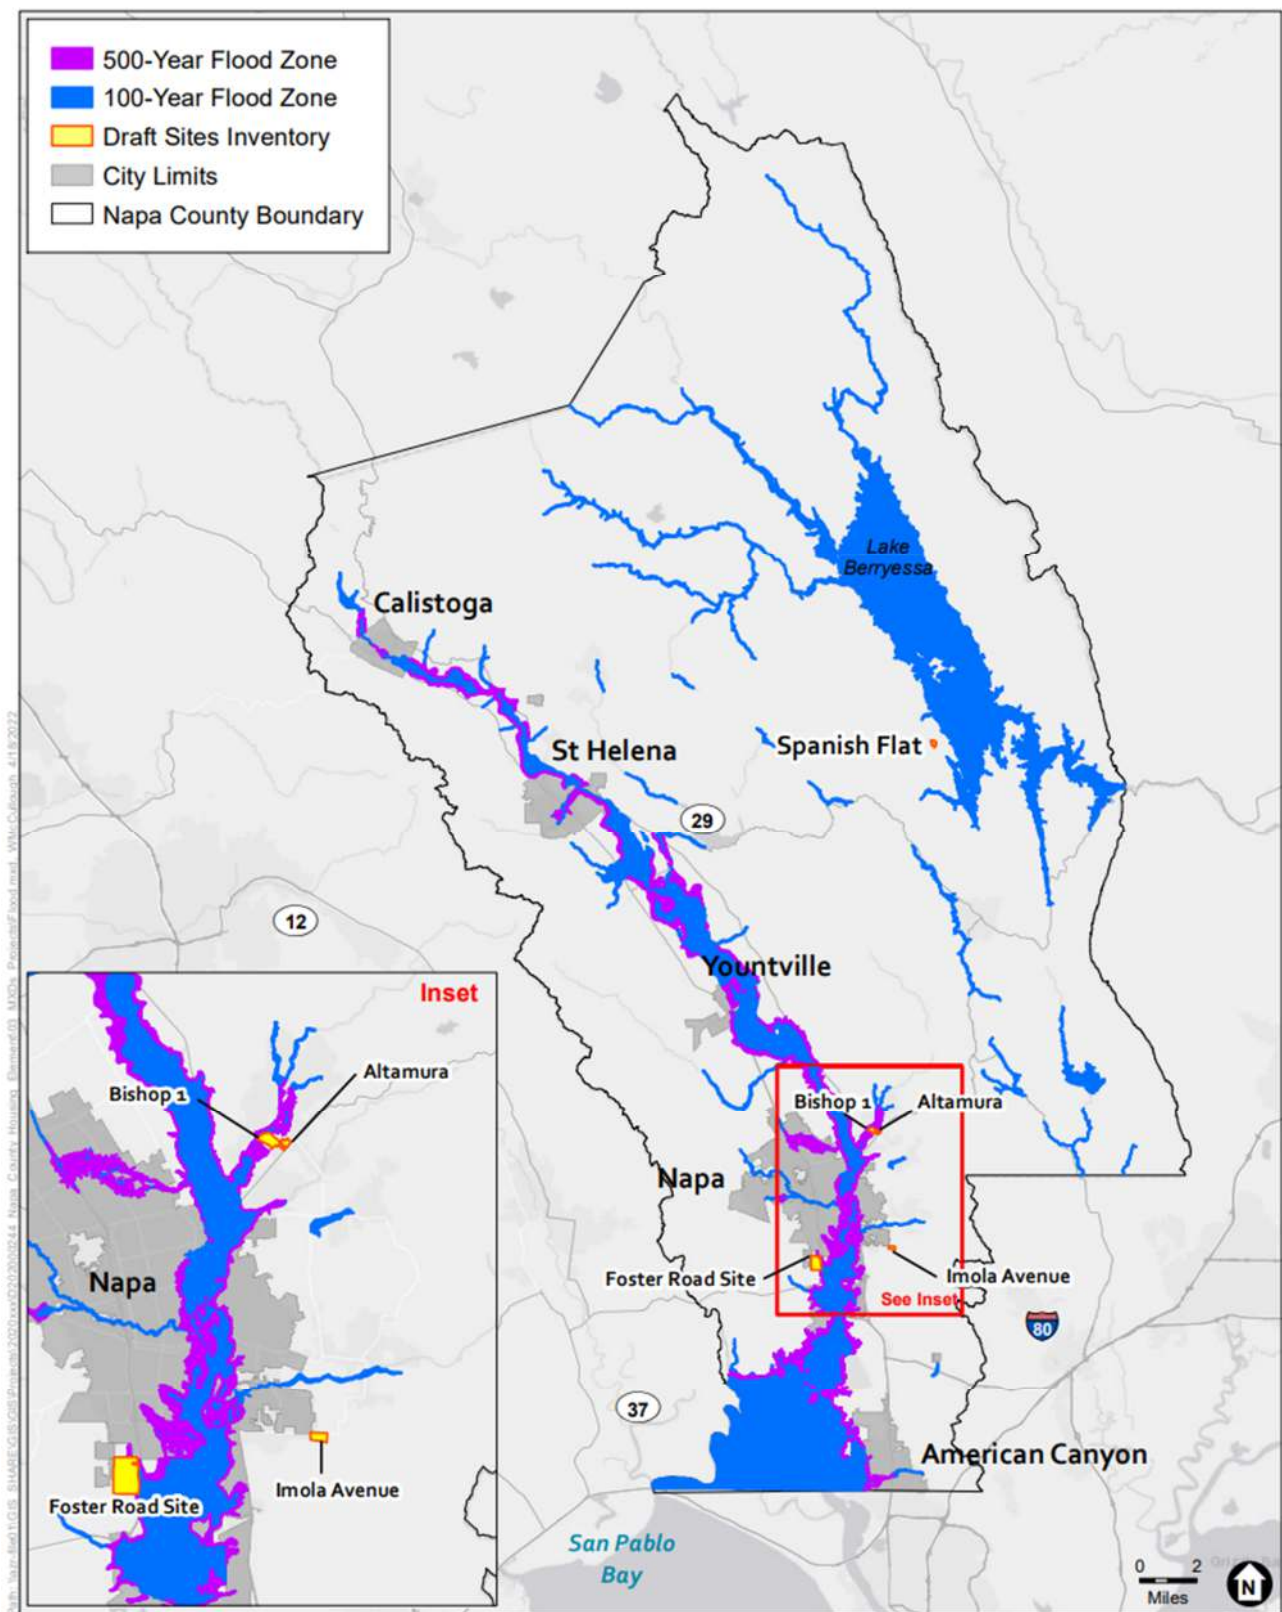 500-Year Flood Zone
100-Year Flood Zone
Draft Sites Inventory
City Limits
Napa County Boundary
Lake
Berryessa
Calistoga
Spanish Flat
St Helena
29
12
Yountville
Inset
Altamura
Bishop 1
Bishop 1
Altamura
Napa
Napa
Foster Road Site
Imola Avenue
See Inset
80
37
American Canyon
Imola Avenue
Foster Road Site
San Pablo
Bay
0 2
Miles
N